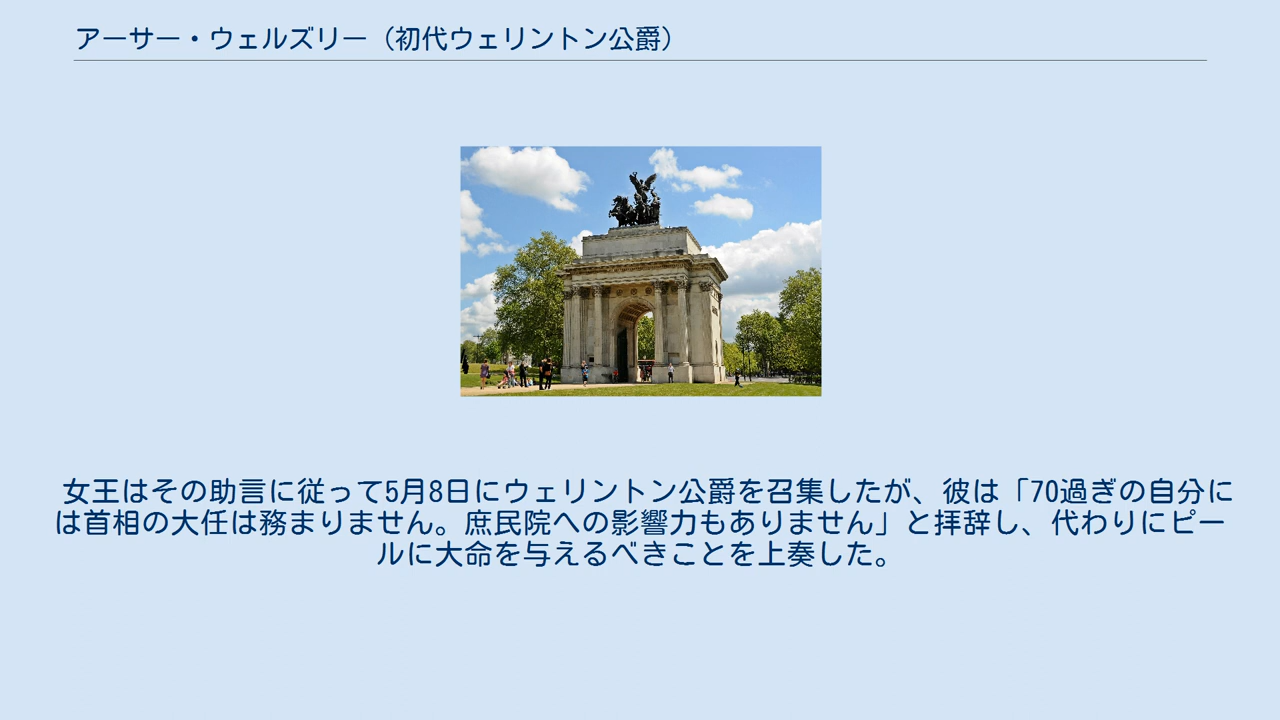 アーサー・ウェルズリー（初代ウェリントン公爵）
女王はその助言に従って5月8日にウェリントン公爵を召集したが、彼は「70過ぎの自分に
は首相の大任は務まりません。庶民院への影響力もありません」と拝辞し、代わりにピー
ルに大命を与えるべきことを上奏した。